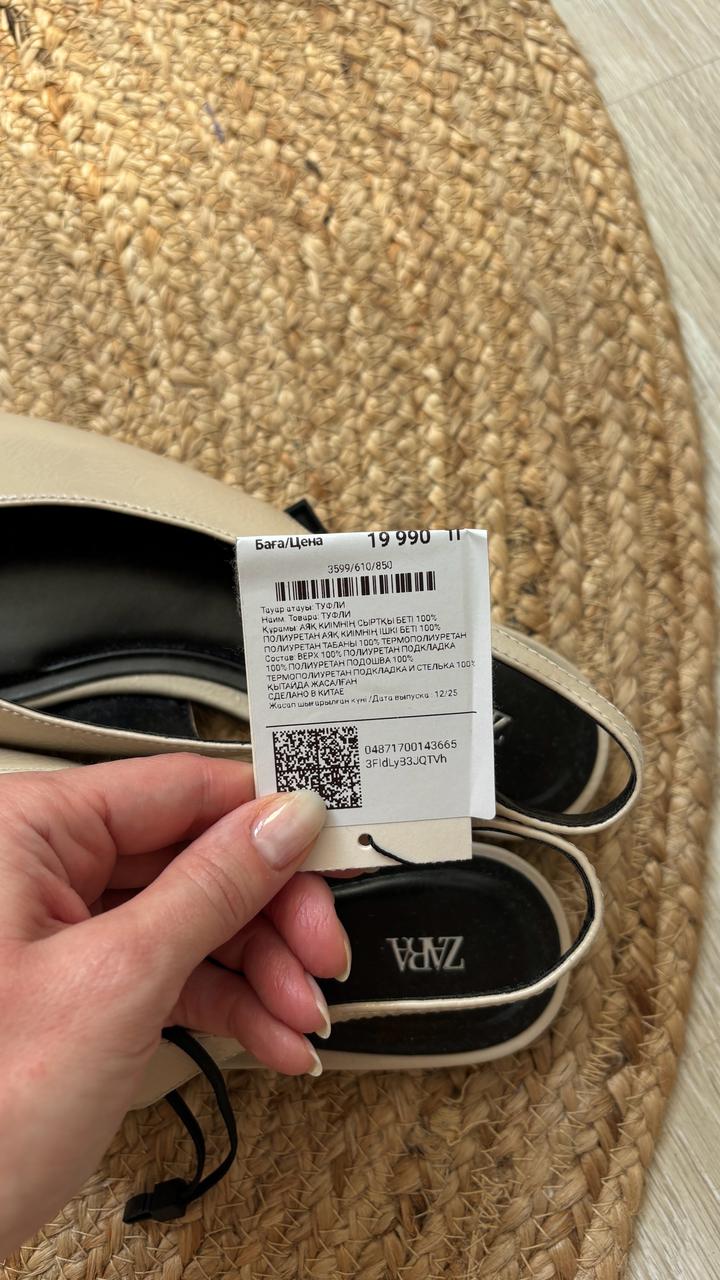 Баға/Цена 19 990 тг
3599/610/850
Тауар атауы: ТУФЛИ
Наим. Товара: ТУФЛИ
Құрамы: АЯҚ КИІМНІҢ СЫРТҚЫ БЕТІ 100%
ПОЛИУРЕТАН АЯҚ КИІМНІҢ ІШКІ БЕТІ 100%
ПОЛИУРЕТАН ТАБАНЫ 100% ТЕРМОПОЛИУРЕТАН
Состав: ВЕРХ 100% ПОЛИУРЕТАН ПОДКЛАДКА
100% ПОЛИУРЕТАН ПОДОШВА 100%
ТЕРМОПОЛИУРЕТАН ПОДКЛАДКА И СТЕЛЬКА 100%
ҚЫТАЙДА ЖАСАЛҒАН
СДЕЛАНО В КИТАЕ
Жасап шығарылған күні /Дата выпуска : 12/25
04871700143665
3FIdLyB3JQTVh
ZARA